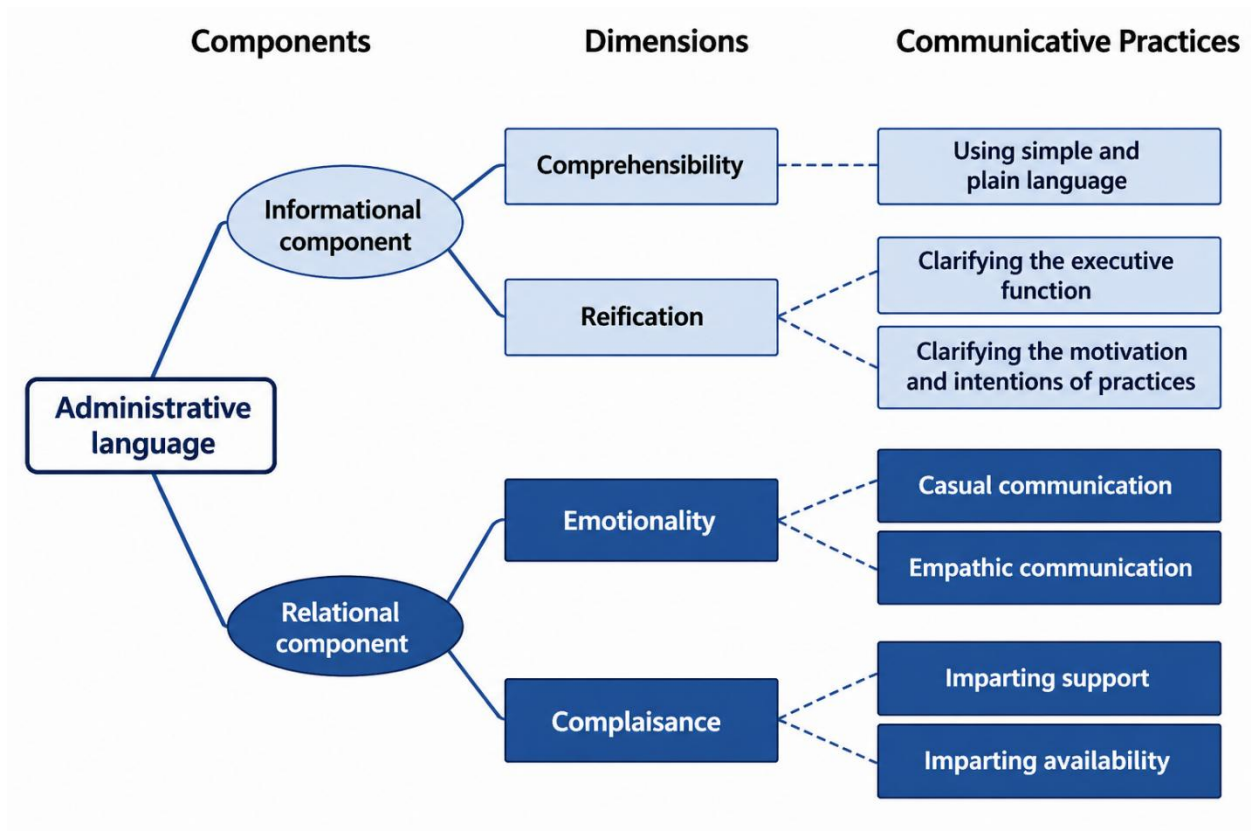 Components
Dimensions
Communicative Practices
Administrative
language
Informational
component
Comprehensibility
Using simple and
plain language
Reification
Clarifying the executive
function
Clarifying the motivation
and intentions of practices
Relational
component
Emotionality
Casual communication
Empathic communication
Complaisance
Imparting support
Imparting availability